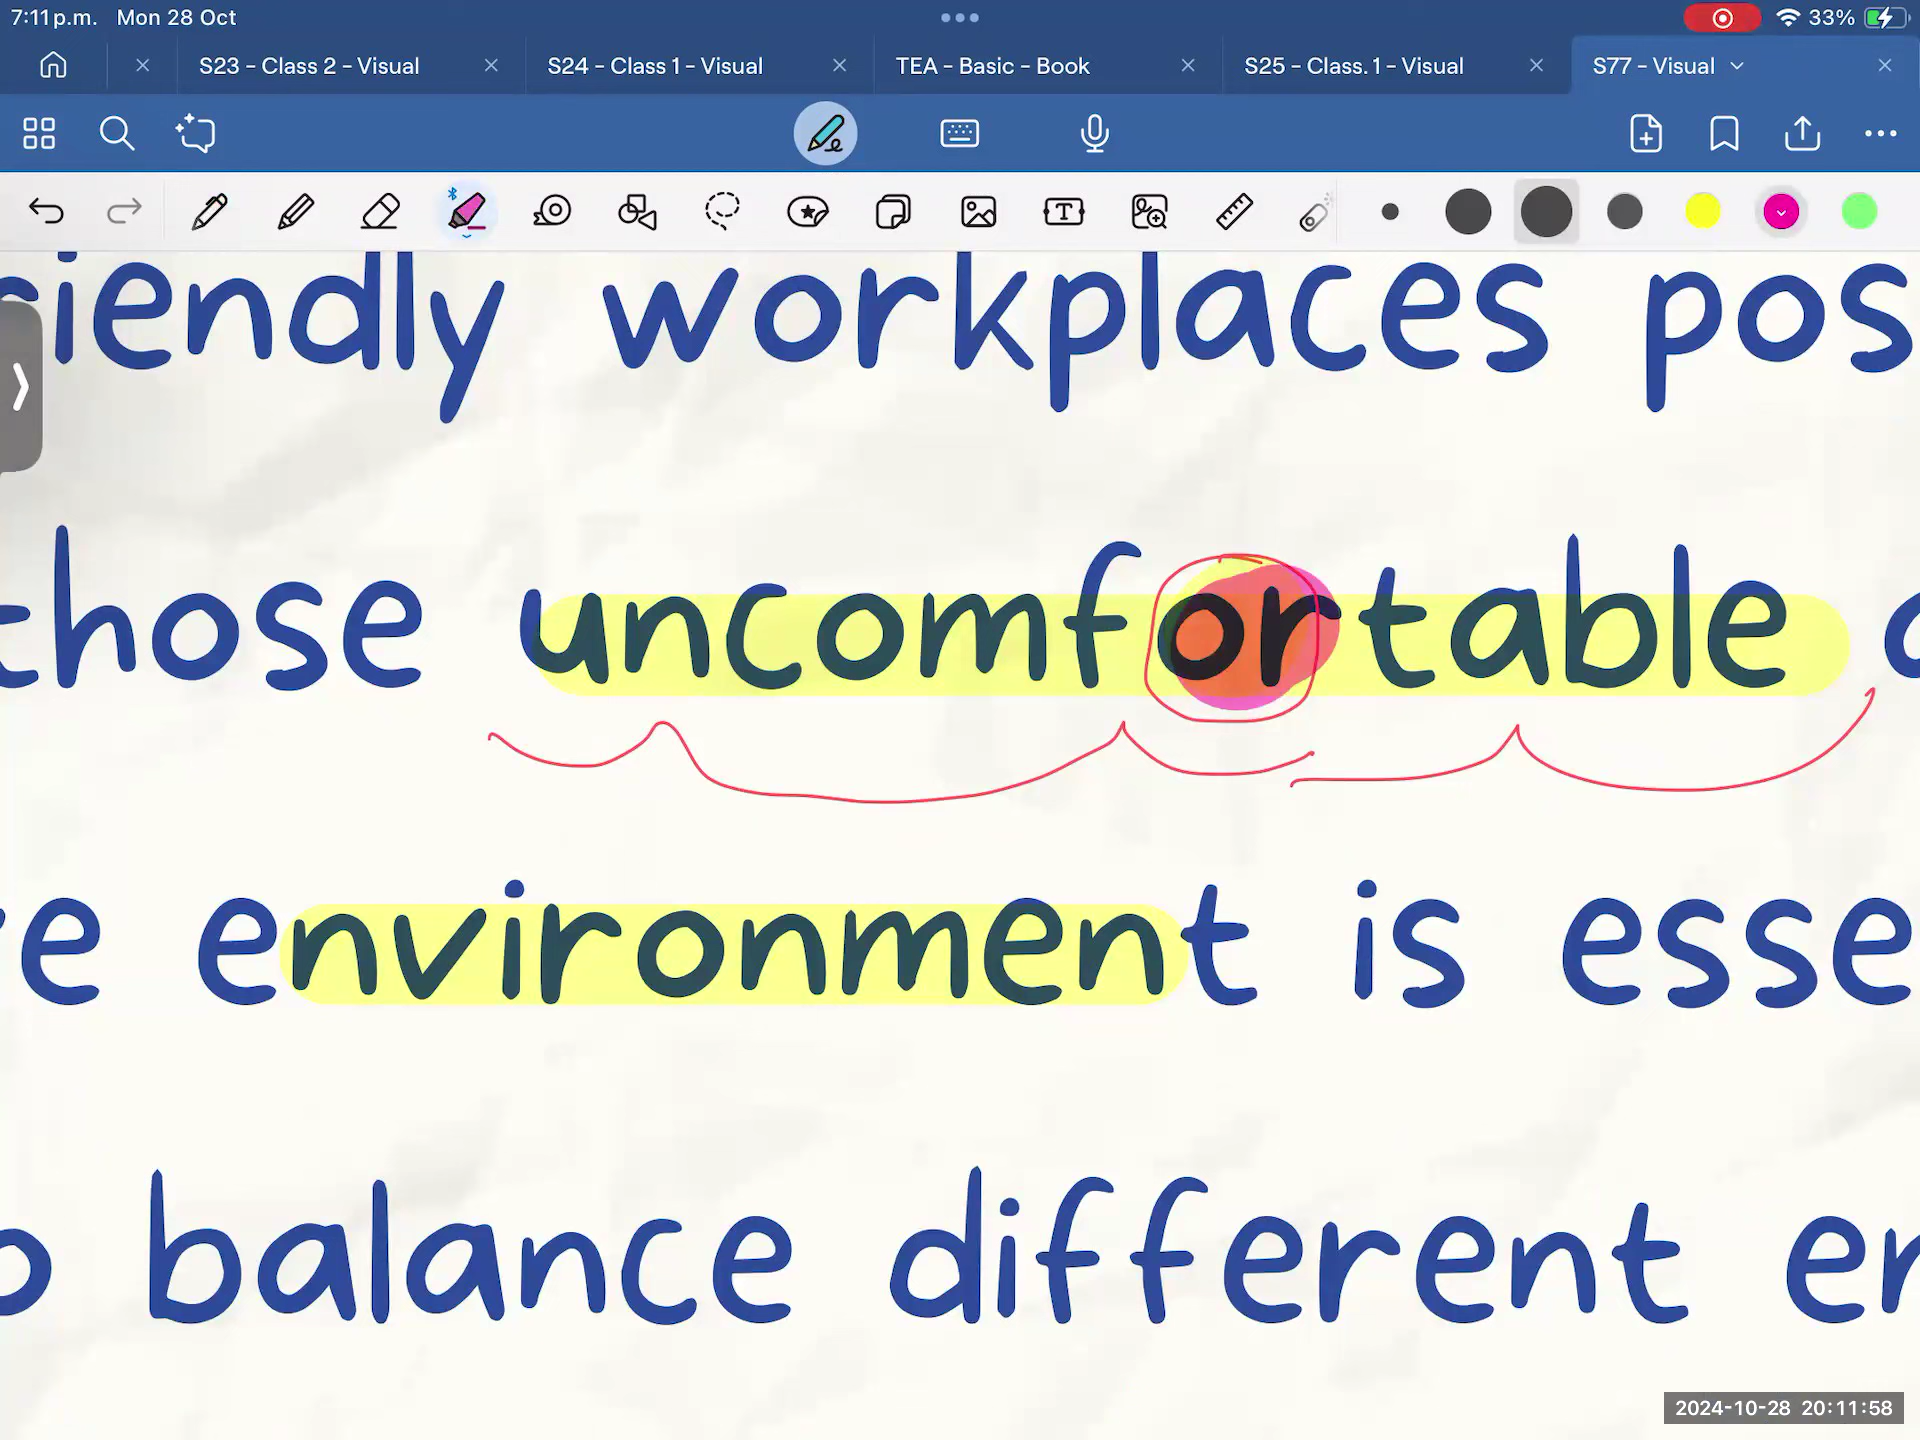 7:11 p.m. Mon 28 Oct
33%
S23 - Class 2 - Visual
S24 - Class 1 - Visual
TEA - Basic - Book
S25 - Class. 1 - Visual
S77 - Visual
iendly workplaces pos
those uncomfortable
e environment is esse
balance different er
2024-10-28 20:11:58